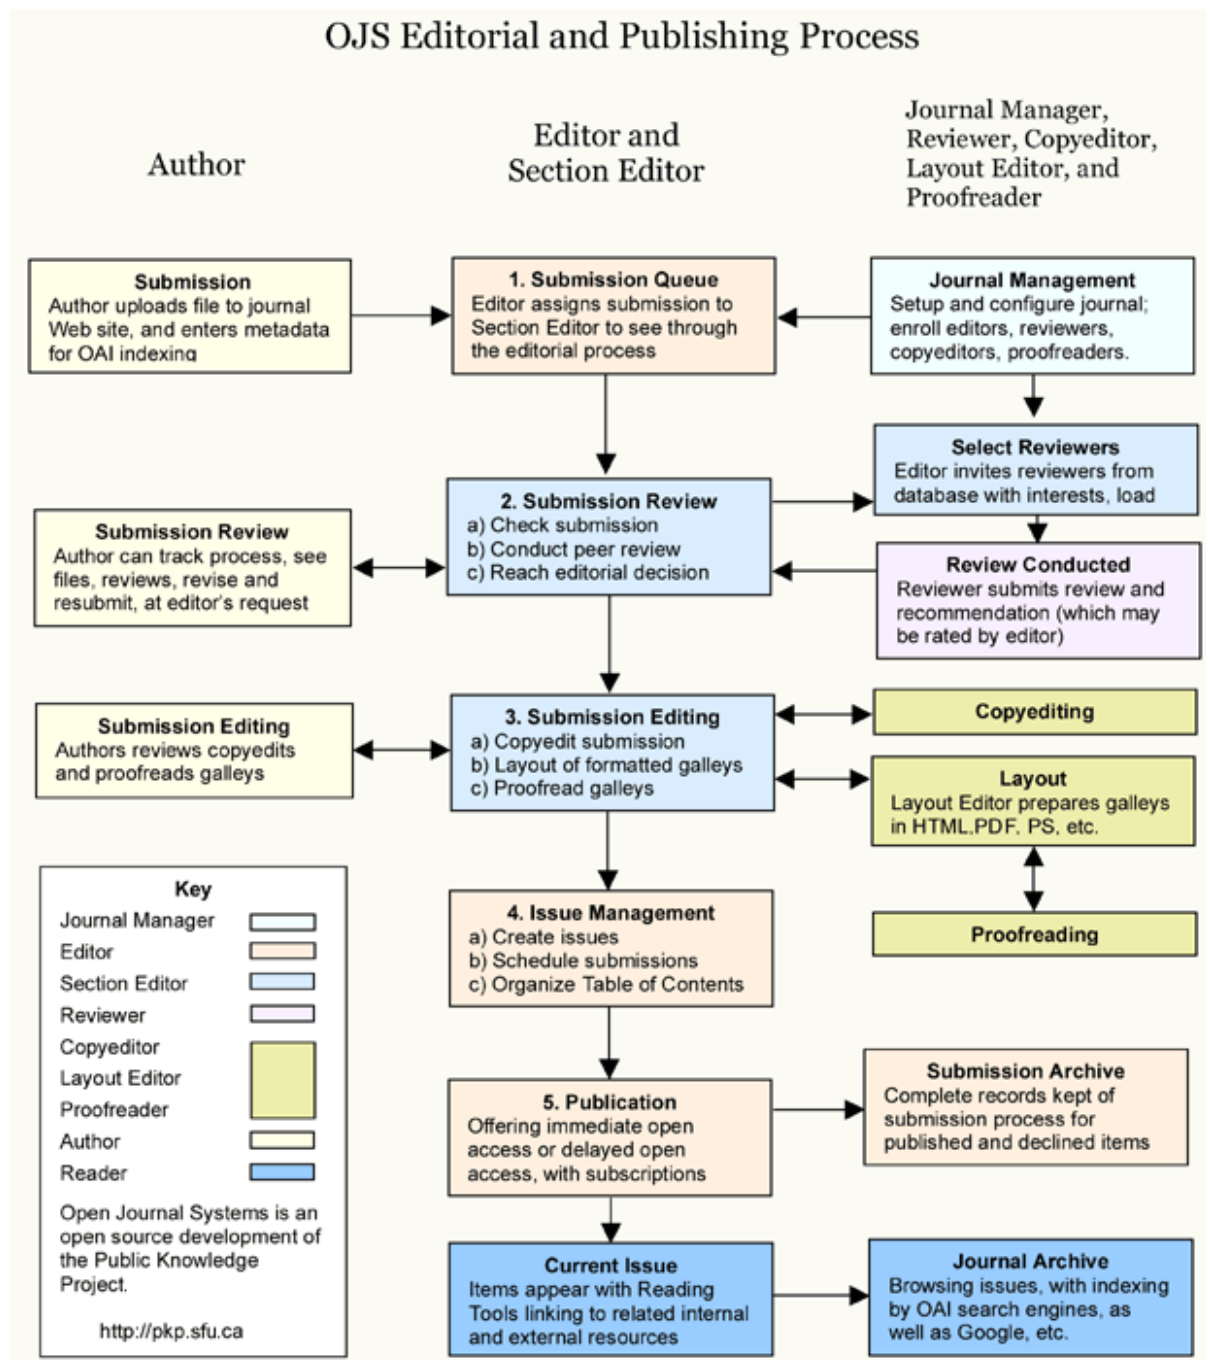 OJS Editorial and Publishing Process
Author
Editor and
Section Editor
Journal Manager,
Reviewer, Copyeditor,
Layout Editor, and
Proofreader
Submission
Author uploads file to journal
Web site, and enters metadata
for OAI indexing
1. Submission Queue
Editor assigns submission to
Section Editor to see through
the editorial process
Journal Management
Setup and configure journal;
enroll editors, reviewers,
copyeditors, proofreaders.
Select Reviewers
Editor invites reviewers from
database with interests, load
Submission Review
Author can track process, see
files, reviews, revise and
resubmit, at editor's request
2. Submission Review
a) Check submission
b) Conduct peer review
c) Reach editorial decision
Review Conducted
Reviewer submits review and
recommendation (which may
be rated by editor)
Submission Editing
Authors reviews copyedits
and proofreads galleys
3. Submission Editing
a) Copyedit submission
b) Layout of formatted galleys
c) Proofread galleys
Copyediting
Layout
Layout Editor prepares galleys
in HTML,PDF, PS, etc.
Proofreading
Key
Journal Manager
Editor
Section Editor
Reviewer
Copyeditor
Layout Editor
Proofreader
Author
Reader
Open Journal Systems is an
open source development of
the Public Knowledge
Project.
http://pkp.sfu.ca
4. Issue Management
a) Create issues
b) Schedule submissions
c) Organize Table of Contents
5. Publication
Offering immediate open
access or delayed open
access, with subscriptions
Submission Archive
Complete records kept of
submission process for
published and declined items
Current Issue
Items appear with Reading
Tools linking to related internal
and external resources
Journal Archive
Browsing issues, with indexing
by OAI search engines, as
well as Google, etc.